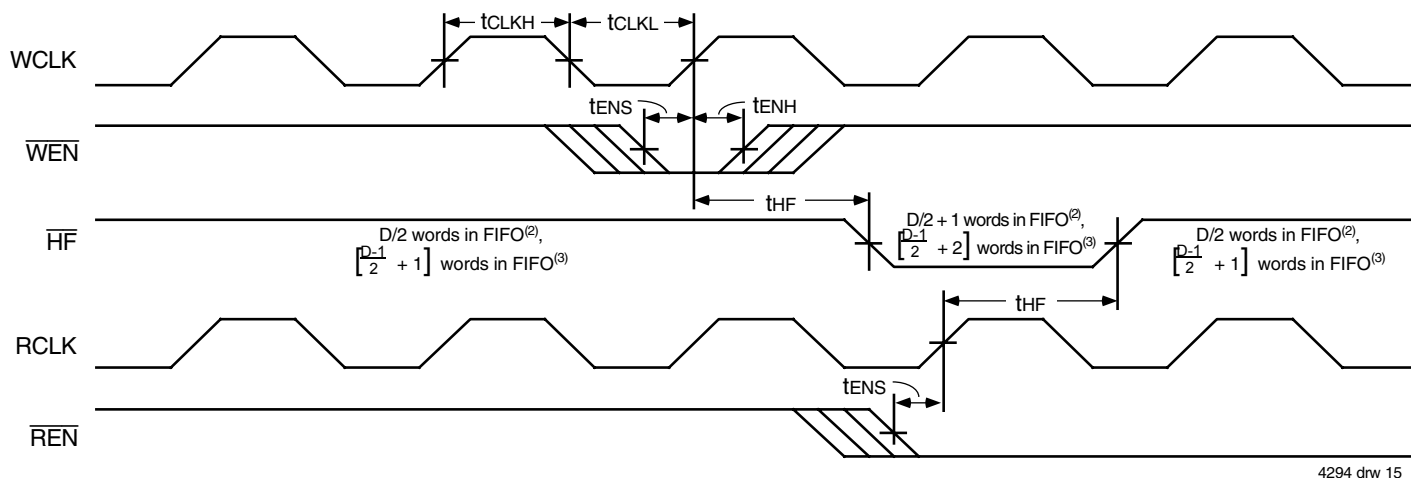 tCLKH tCLKL
WCLK
tENS tENH
WEN
tHF
HF
D/2 words in FIFO(2),
[D-1/2 + 1] words in FIFO(3)
D/2 + 1 words in FIFO(2),
[D-1/2 + 2] words in FIFO(3)
D/2 words in FIFO(2),
[D-1/2 + 1] words in FIFO(3)
tHF
RCLK
tENS
REN
4294 drw 15